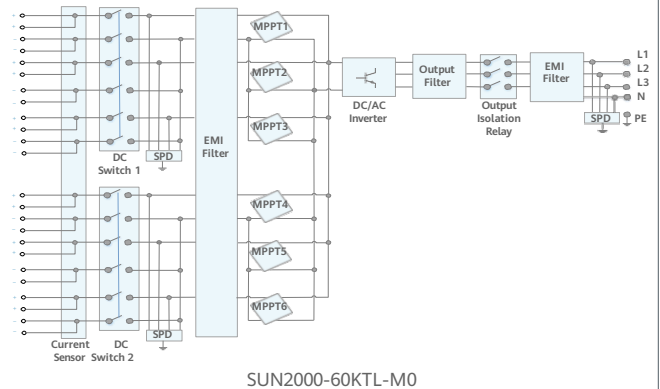 MPPT1
MPPT2
MPPT3
EMI
Filter
DC
Switch 1
SPD
MPPT4
MPPT5
MPPT6
SPD
Current
Sensor
DC
Switch 2
DC/AC
Inverter
Output
Filter
Output
Isolation
Relay
EMI
Filter
SPD
L1
L2
L3
N
PE
SUN2000-60KTL-M0